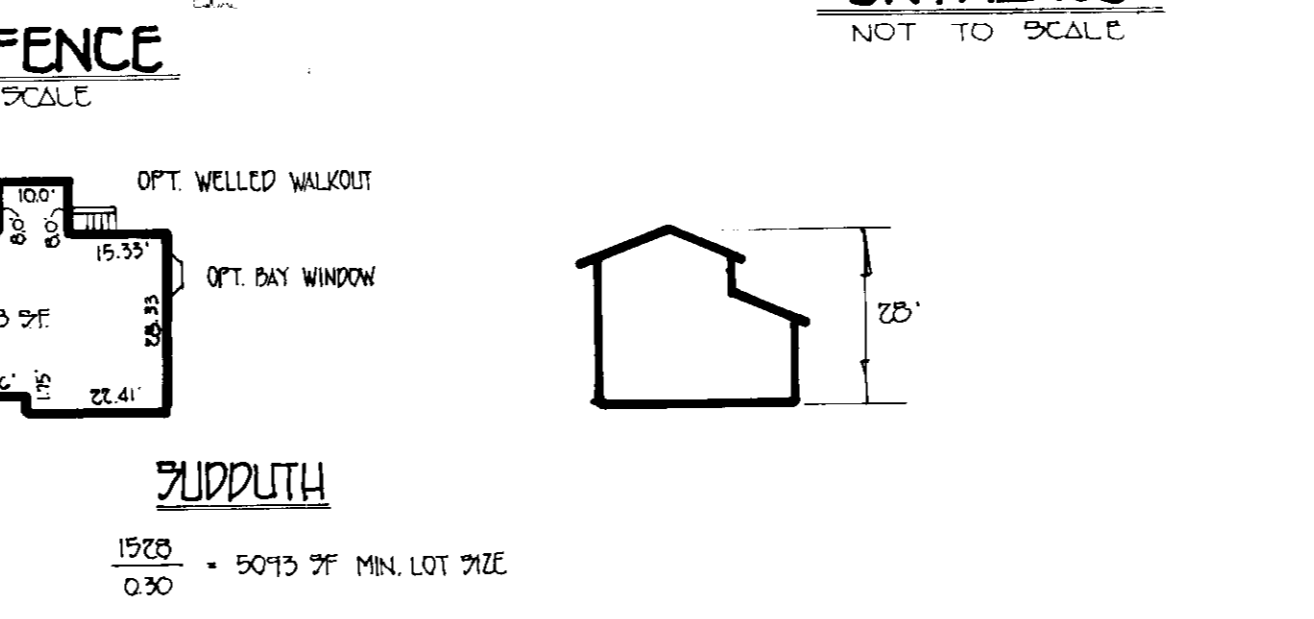 NOT TO SCALE
FENCE
SCALE
OPT. WELLED WALKOUT
10.0'
8.0'
8.0'
15.33'
OPT. BAY WINDOW
28.33
SF.
1.75'
22.41'
28'
SUDDUTH
1528
0.30
= 5093 SF MIN. LOT SIZE